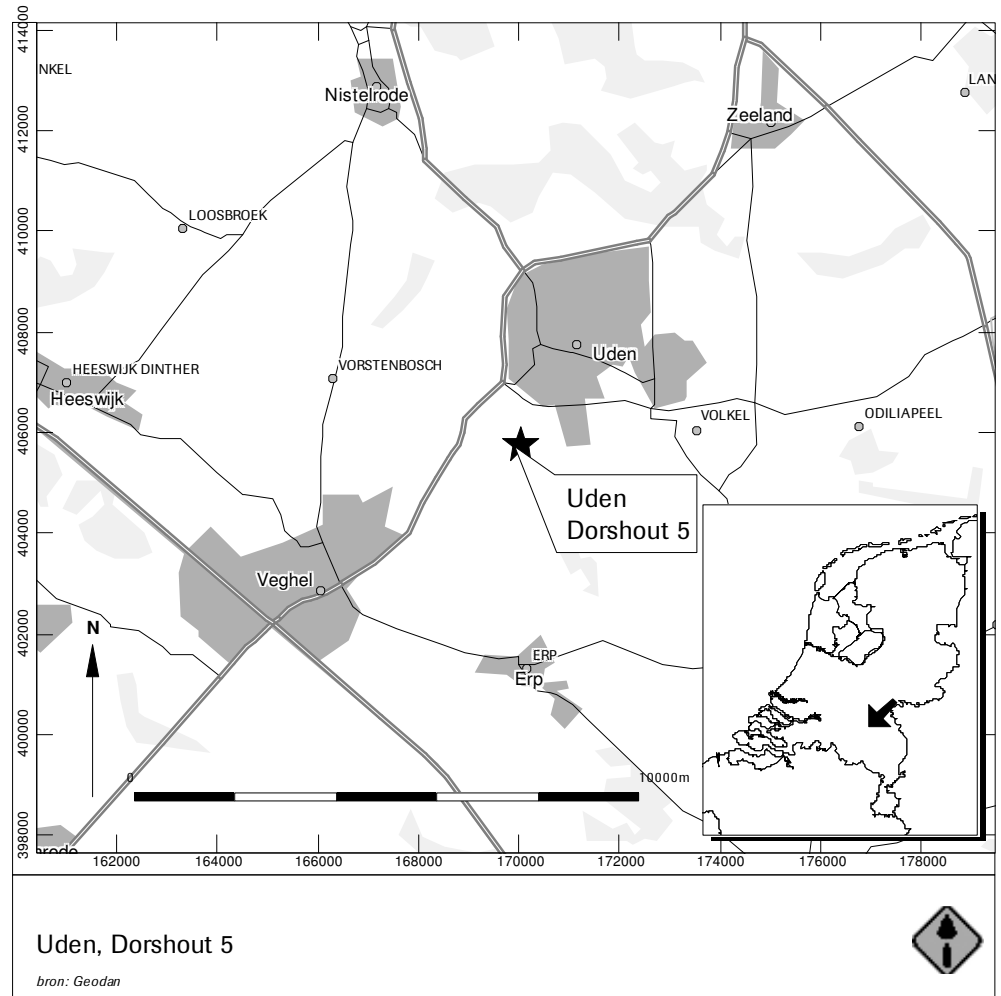 414000
NKEL
Nistelrode
LAN
Zeeland
412000
LOOSBROEK
410000
408000
Uden
HEESWIJK DINTHER
VORSTENBOSCH
Heeswijk
VOLKEL
ODILIAPEEL
406000
Uden
Dorshout 5
404000
Veghel
402000
N
ERP
Erp
400000
0
10000m
398000
nrode
162000
164000
166000
168000
170000
172000
174000
176000
178000
Uden, Dorshout 5
bron: Geodan